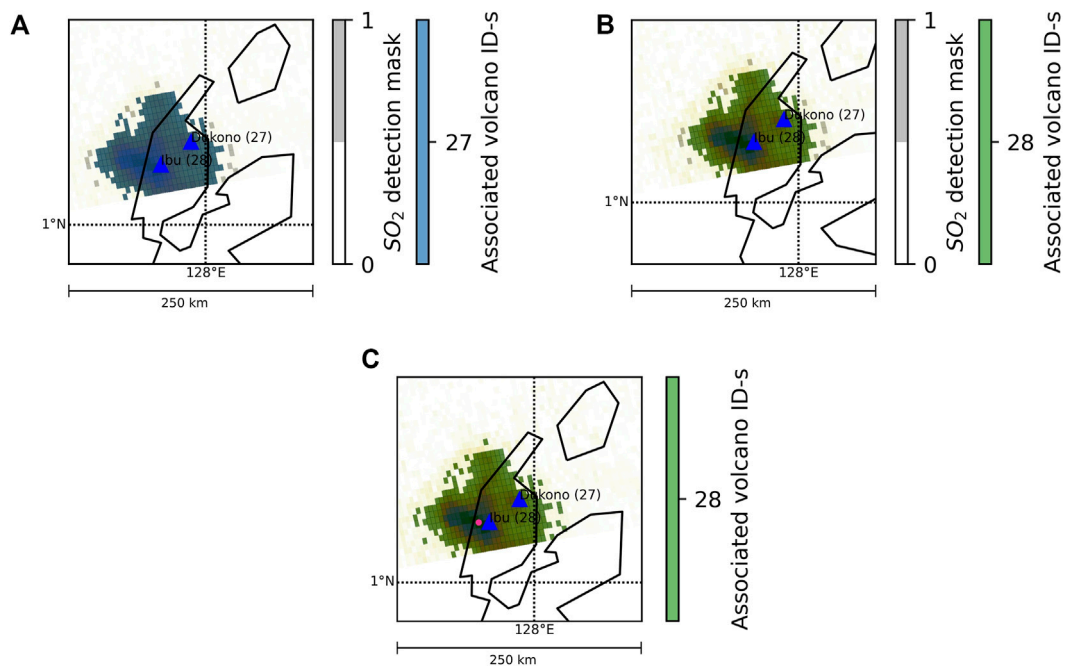 A
Dukono (27)
Ibu (28)
1°N
128°E
250 km
1
0
SO2 detection mask
27
Associated volcano ID-s
B
Dukono (27)
Ibu (28)
1°N
128°E
250 km
1
0
SO2 detection mask
28
Associated volcano ID-s
C
Dukono (27)
Ibu (28)
1°N
128°E
250 km
28
Associated volcano ID-s